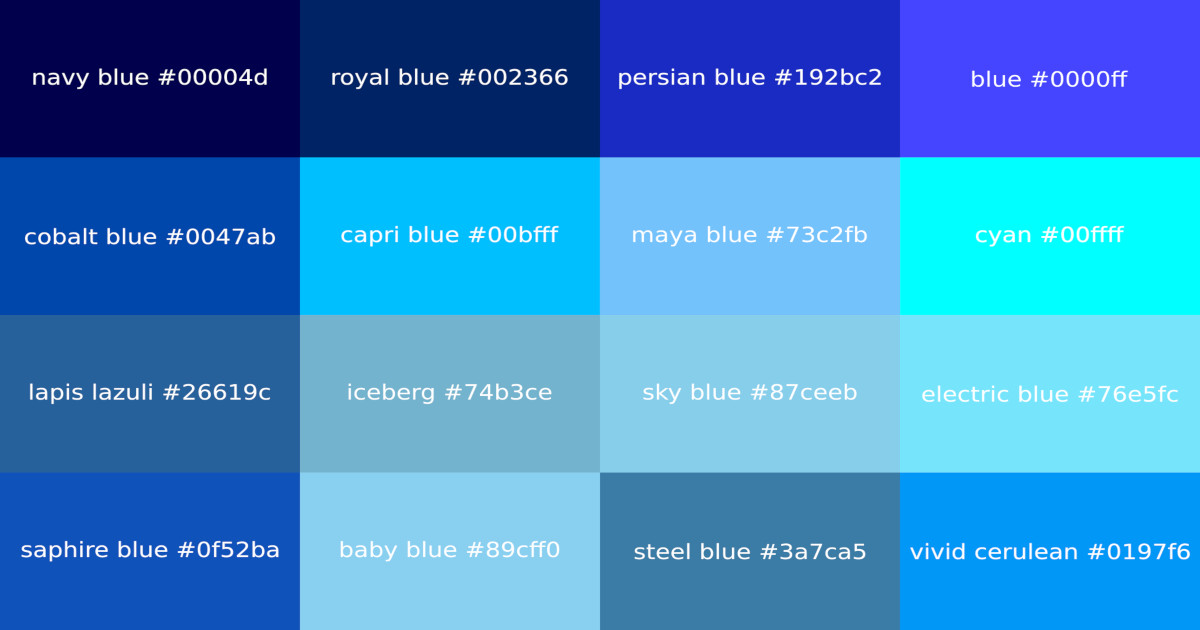 navy blue #00004d
royal blue #002366
persian blue #192bc2
blue #0000ff
cobalt blue #0047ab
capri blue #00bfff
maya blue #73c2fb
cyan #00ffff
lapis lazuli #26619c
iceberg #74b3ce
sky blue #87ceeb
electric blue #76e5fc
saphire blue #0f52ba
baby blue #89cff0
steel blue #3a7ca5
vivid cerulean #0197f6